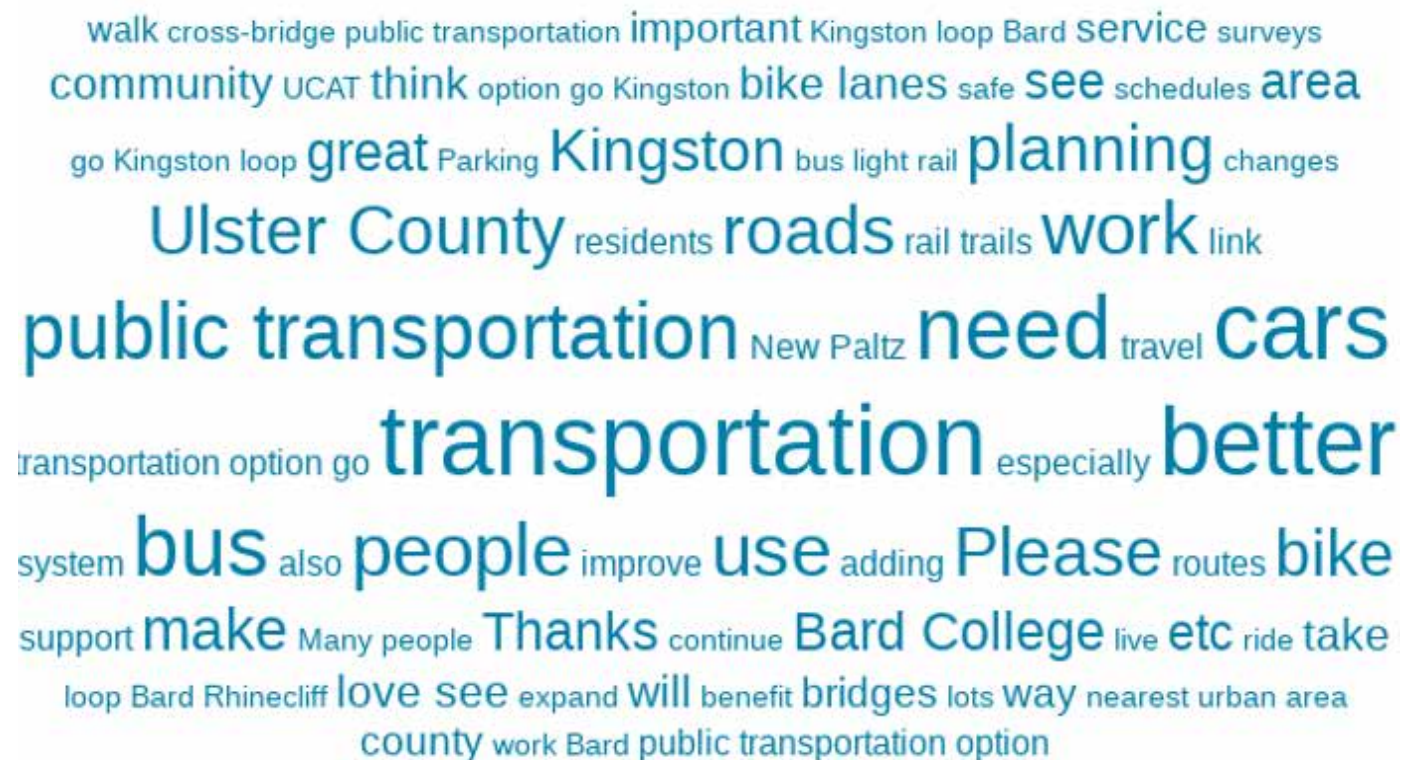 walk cross-bridge public transportation important Kingston loop Bard service surveys
community UCAT think option go Kingston bike lanes safe see schedules area
go Kingston loop great Parking Kingston bus light rail planning changes
Ulster County residents roads rail trails work link
public transportation New Paltz need travel cars
transportation option go transportation especially better
system bus also people improve use adding Please routes bike
support make Many people Thanks continue Bard College live etc ride take
loop Bard Rhinecliff love see expand will benefit bridges lots way nearest urban area
county work Bard public transportation option